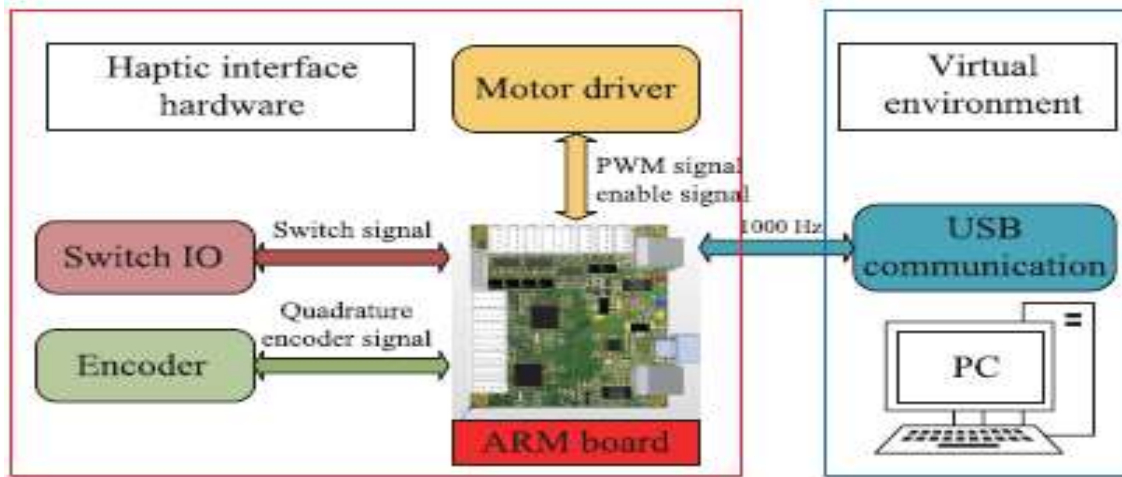 Haptic interface
hardware
Motor driver
Virtual
environment
PWM signal
enable signal
Switch IO
Switch signal
1000 Hz
USB
communication
Quadrature
encoder signal
Encoder
PC
ARM board